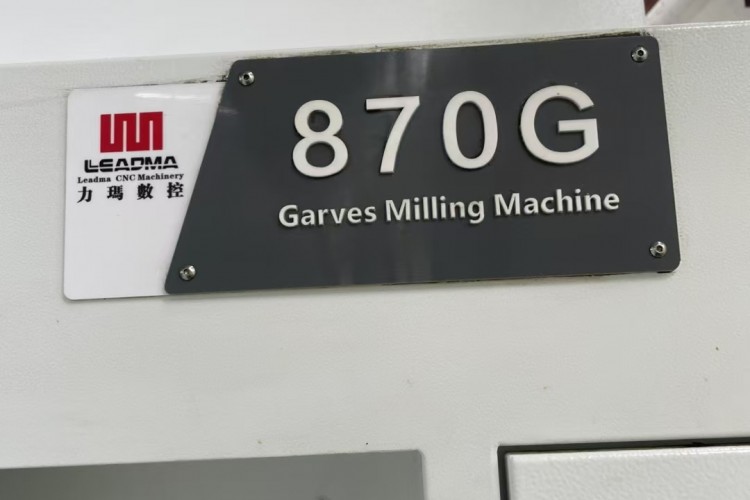 LEADMA
Leadma CNC Machinery
力瑪數控
870G
Garves Milling Machine